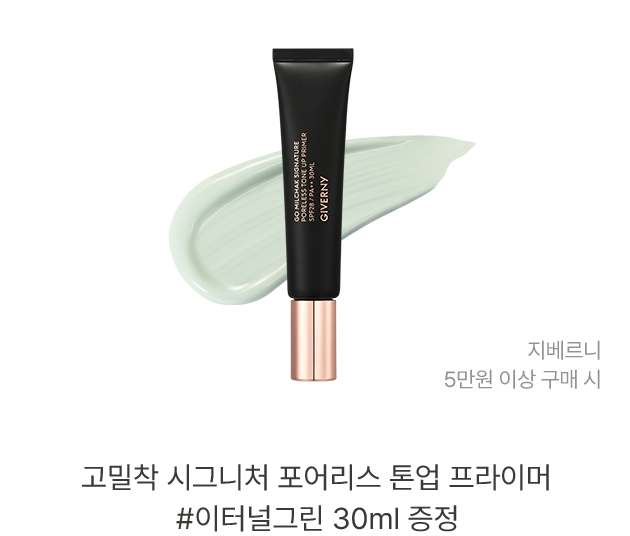 GO MILCHAK SIGNATURE
PORELESS TONE UP PRIMER
SPF28 / PA++ 30ML
GIVERNY
지베르니
5만원 이상 구매 시
고밀착 시그니처 포어리스 톤업 프라이머
#이터널그린 30ml 증정